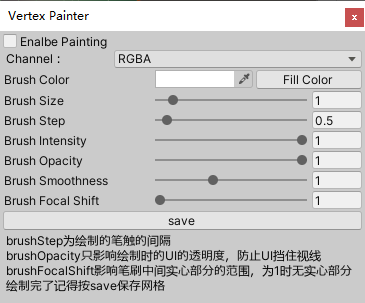 Vertex Painter x
Enalbe Painting
Channel : RGBA
Brush Color Fill Color
Brush Size 1
Brush Step 0.5
Brush Intensity 1
Brush Opacity 1
Brush Smoothness 1
Brush Focal Shift 1
save
brushStep为绘制的笔触的间隔
brushOpacity只影响绘制时的UI的透明度，防止UI挡住视线
brushFocalShift影响笔刷中间实心部分的范围，为1时无实心部分
绘制完了记得按save保存网格